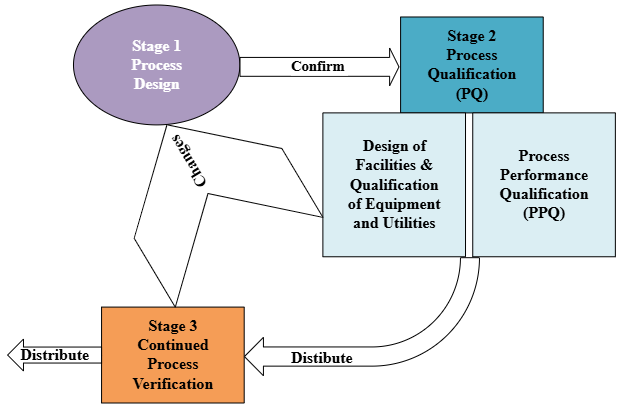 Stage 1
Process
Design
Confirm
Stage 2
Process
Qualification
(PQ)
Design of
Facilities &
Qualification
of Equipment
and Utilities
Process
Performance
Qualification
(PPQ)
Changes
Stage 3
Continued
Process
Verification
Distibute
Distribute